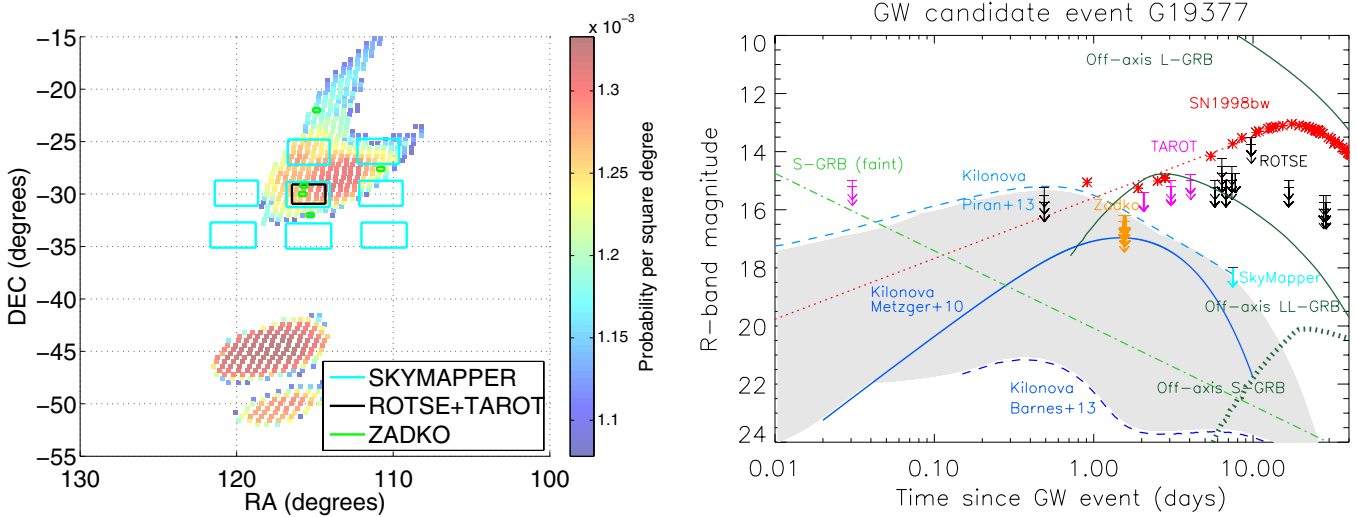 x 10⁻³
−15
−20
−25
−30
−35
−40
−45
−50
−55
DEC (degrees)
130
120
110
100
RA (degrees)
SKYMAPPER
ROTSE+TAROT
ZADKO
1.3
1.2
1.1
Probability per square degree
GW candidate event G19377
10
12
14
16
18
20
22
24
R-band magnitude
Off-axis L-GRB
SN1998bw
TAROT
ROTSE
S-GRB (faint)
Kilonova
Piran+13
Zadko
SkyMapper
Kilonova
Metzger+10
Off-axis LL-GRB
Off-axis S-GRB
Kilonova
Barnes+13
0.01
0.10
1.00
10.00
Time since GW event (days)